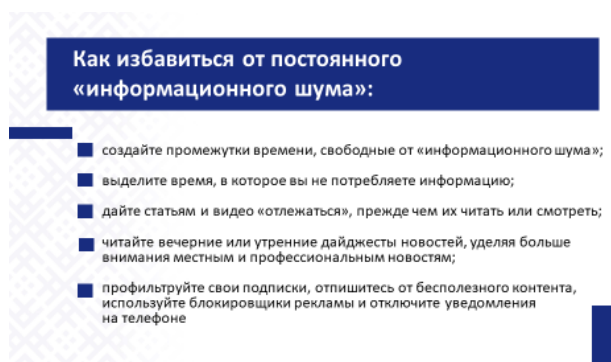 Как избавиться от постоянного
«информационного шума»:
создайте промежутки времени, свободные от «информационного шума»;
выделите время, в которое вы не потребляете информацию;
дайте статьям и видео «отлежаться», прежде чем их читать или смотреть;
читайте вечерние или утренние дайджесты новостей, уделяя больше
внимания местным и профессиональным новостям;
профильтруйте свои подписки, отпишитесь от бесполезного контента,
используйте блокировщики рекламы и отключите уведомления
на телефоне